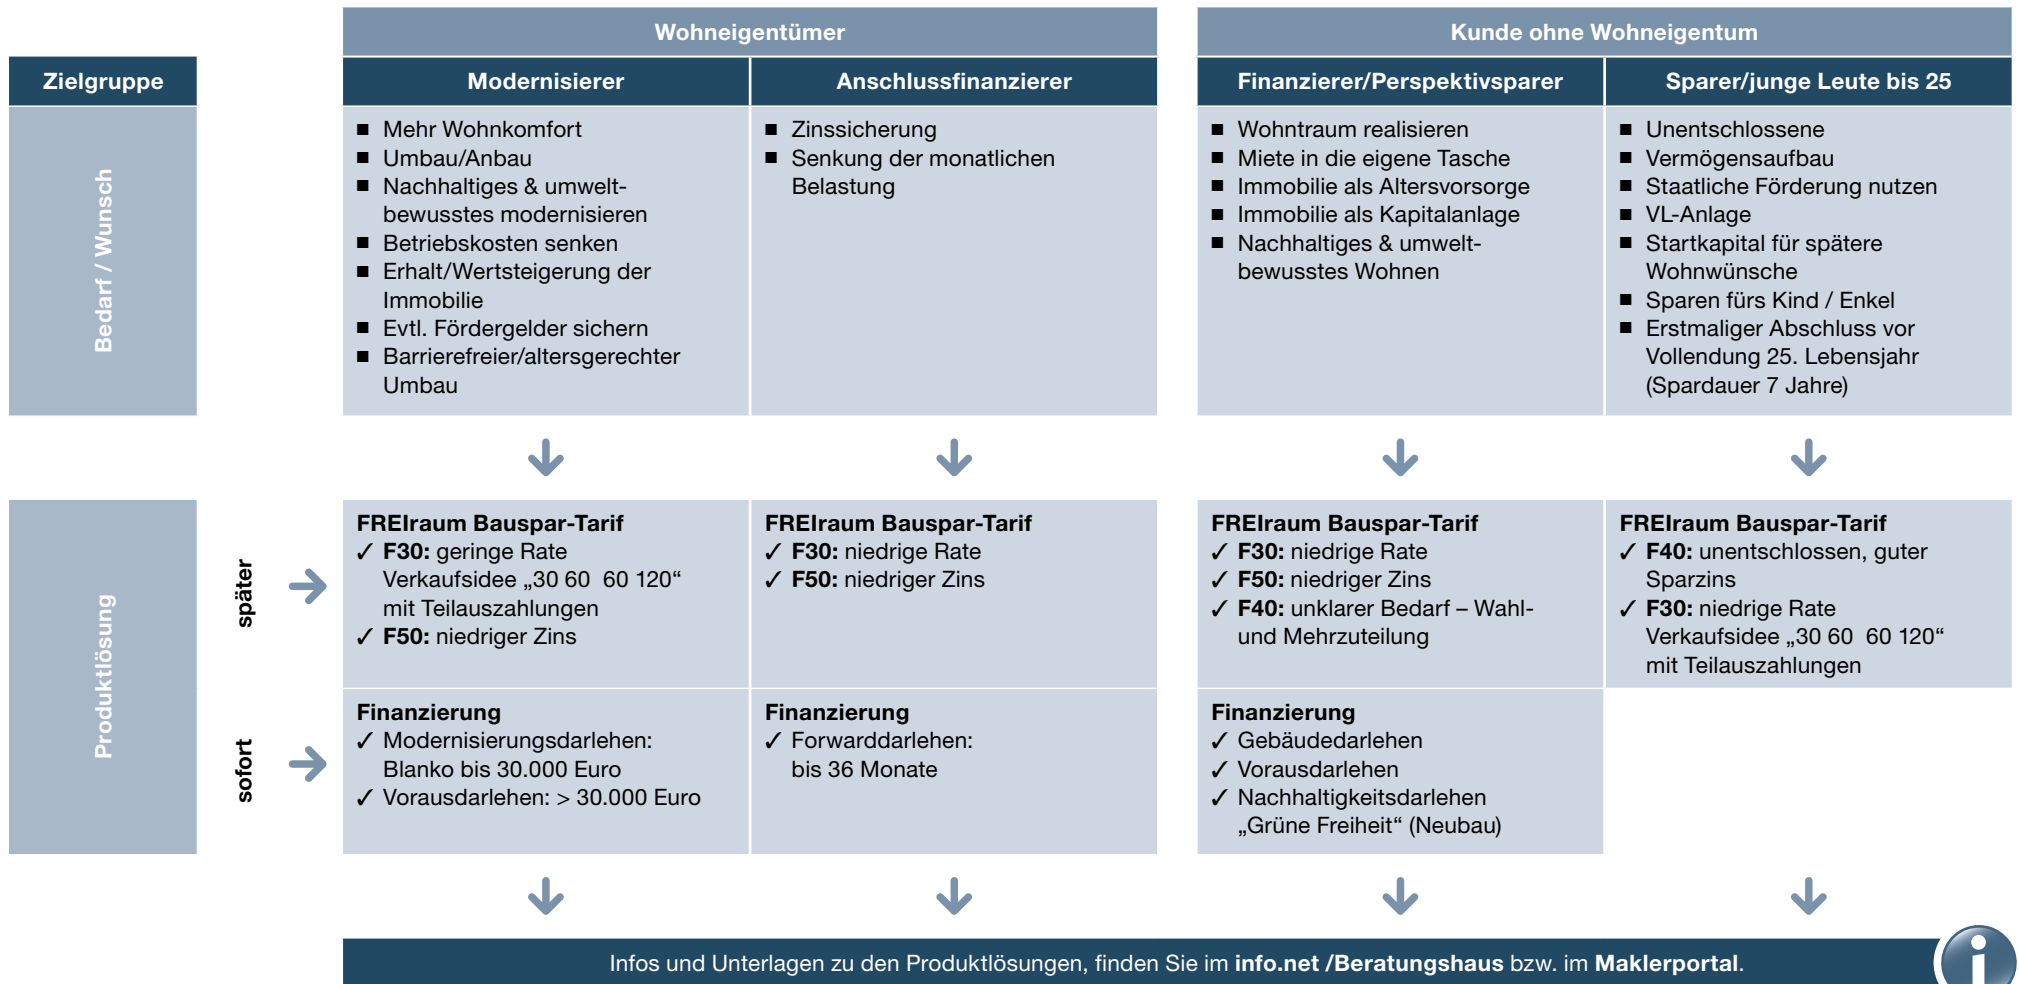 Wohneigentümer
Kunde ohne Wohneigentum
Zielgruppe
Modernisierer
Anschlussfinanzierer
Finanzierer/Perspektivsparer
Sparer/junge Leute bis 25
Bedarf / Wunsch
■ Mehr Wohnkomfort
■ Umbau/Anbau
■ Nachhaltiges & umwelt-
bewusstes modernisieren
■ Betriebskosten senken
■ Erhalt/Wertsteigerung der
Immobilie
■ Evtl. Fördergelder sichern
■ Barrierefreier/altersgerechter
Umbau
■ Zinssicherung
■ Senkung der monatlichen
Belastung
■ Wohntraum realisieren
■ Miete in die eigene Tasche
■ Immobilie als Altersvorsorge
■ Immobilie als Kapitalanlage
■ Nachhaltiges & umwelt-
bewusstes Wohnen
■ Unentschlossene
■ Vermögensaufbau
■ Staatliche Förderung nutzen
■ VL-Anlage
■ Startkapital für spätere
Wohnwünsche
■ Sparen fürs Kind / Enkel
■ Erstmaliger Abschluss vor
Vollendung 25. Lebensjahr
(Spardauer 7 Jahre)
Produktlösung
später
FREIraum Bauspar-Tarif
✓ F30: geringe Rate
Verkaufsidee „30 60 60 120“
mit Teilauszahlungen
✓ F50: niedriger Zins
FREIraum Bauspar-Tarif
✓ F30: niedrige Rate
✓ F50: niedriger Zins
FREIraum Bauspar-Tarif
✓ F30: niedrige Rate
✓ F50: niedriger Zins
✓ F40: unklarer Bedarf – Wahl-
und Mehrzuteilung
FREIraum Bauspar-Tarif
✓ F40: unentschlossen, guter
Sparzins
✓ F30: niedrige Rate
Verkaufsidee „30 60 60 120“
mit Teilauszahlungen
sofort
Finanzierung
✓ Modernisierungsdarlehen:
Blanko bis 30.000 Euro
✓ Vorausdarlehen: > 30.000 Euro
Finanzierung
✓ Forwarddarlehen:
bis 36 Monate
Finanzierung
✓ Gebäudedarlehen
✓ Vorausdarlehen
✓ Nachhaltigkeitsdarlehen
„Grüne Freiheit“ (Neubau)
Infos und Unterlagen zu den Produktlösungen, finden Sie im info.net /Beratungshaus bzw. im Maklerportal.
i